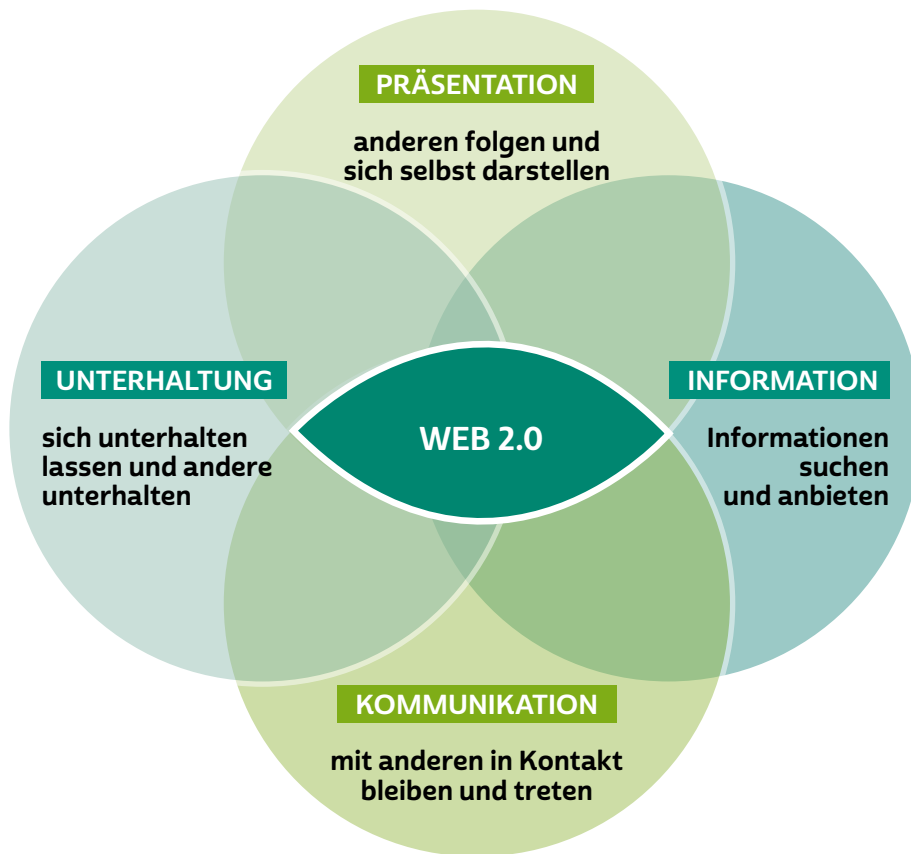 PRÄSENTATION
anderen folgen und
sich selbst darstellen
UNTERHALTUNG
sich unterhalten
lassen und andere
unterhalten
WEB 2.0
INFORMATION
Informationen
suchen
und anbieten
KOMMUNIKATION
mit anderen in Kontakt
bleiben und treten